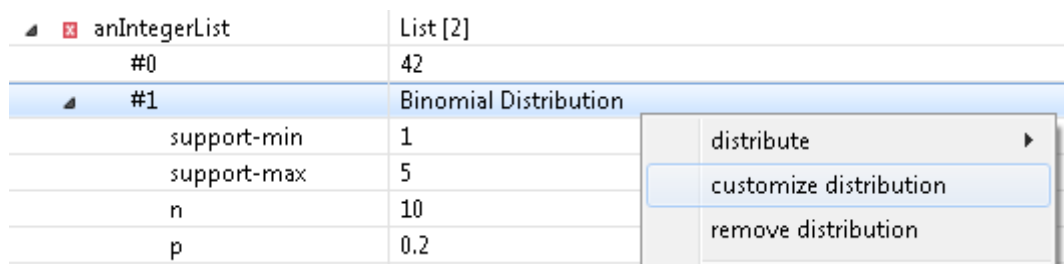 anIntegerList List [2]
#0 42
#1 Binomial Distribution
support-min 1
support-max 5
n 10
p 0.2
distribute
customize distribution
remove distribution